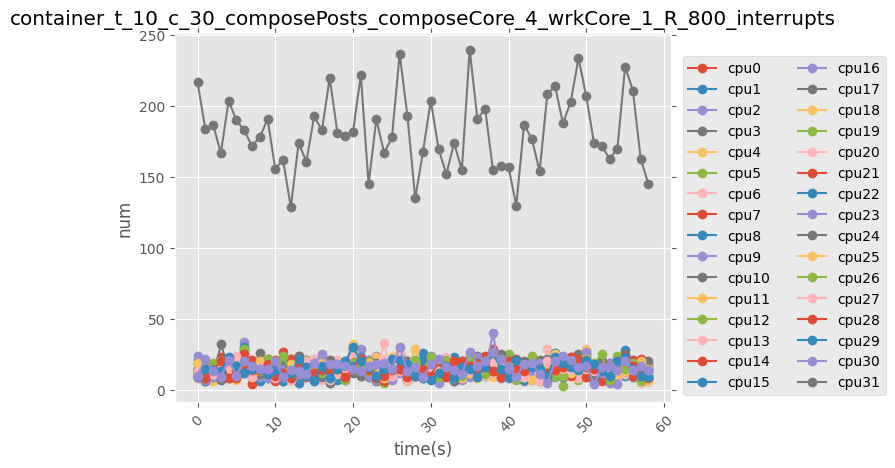 container_t_10_c_30_composePosts_composeCore_4_wrkCore_1_R_800_interrupts
250
200
150
100
50
0
num
0
10
20
30
40
50
60
time(s)
cpu0
cpu1
cpu2
cpu3
cpu4
cpu5
cpu6
cpu7
cpu8
cpu9
cpu10
cpu11
cpu12
cpu13
cpu14
cpu15
cpu16
cpu17
cpu18
cpu19
cpu20
cpu21
cpu22
cpu23
cpu24
cpu25
cpu26
cpu27
cpu28
cpu29
cpu30
cpu31